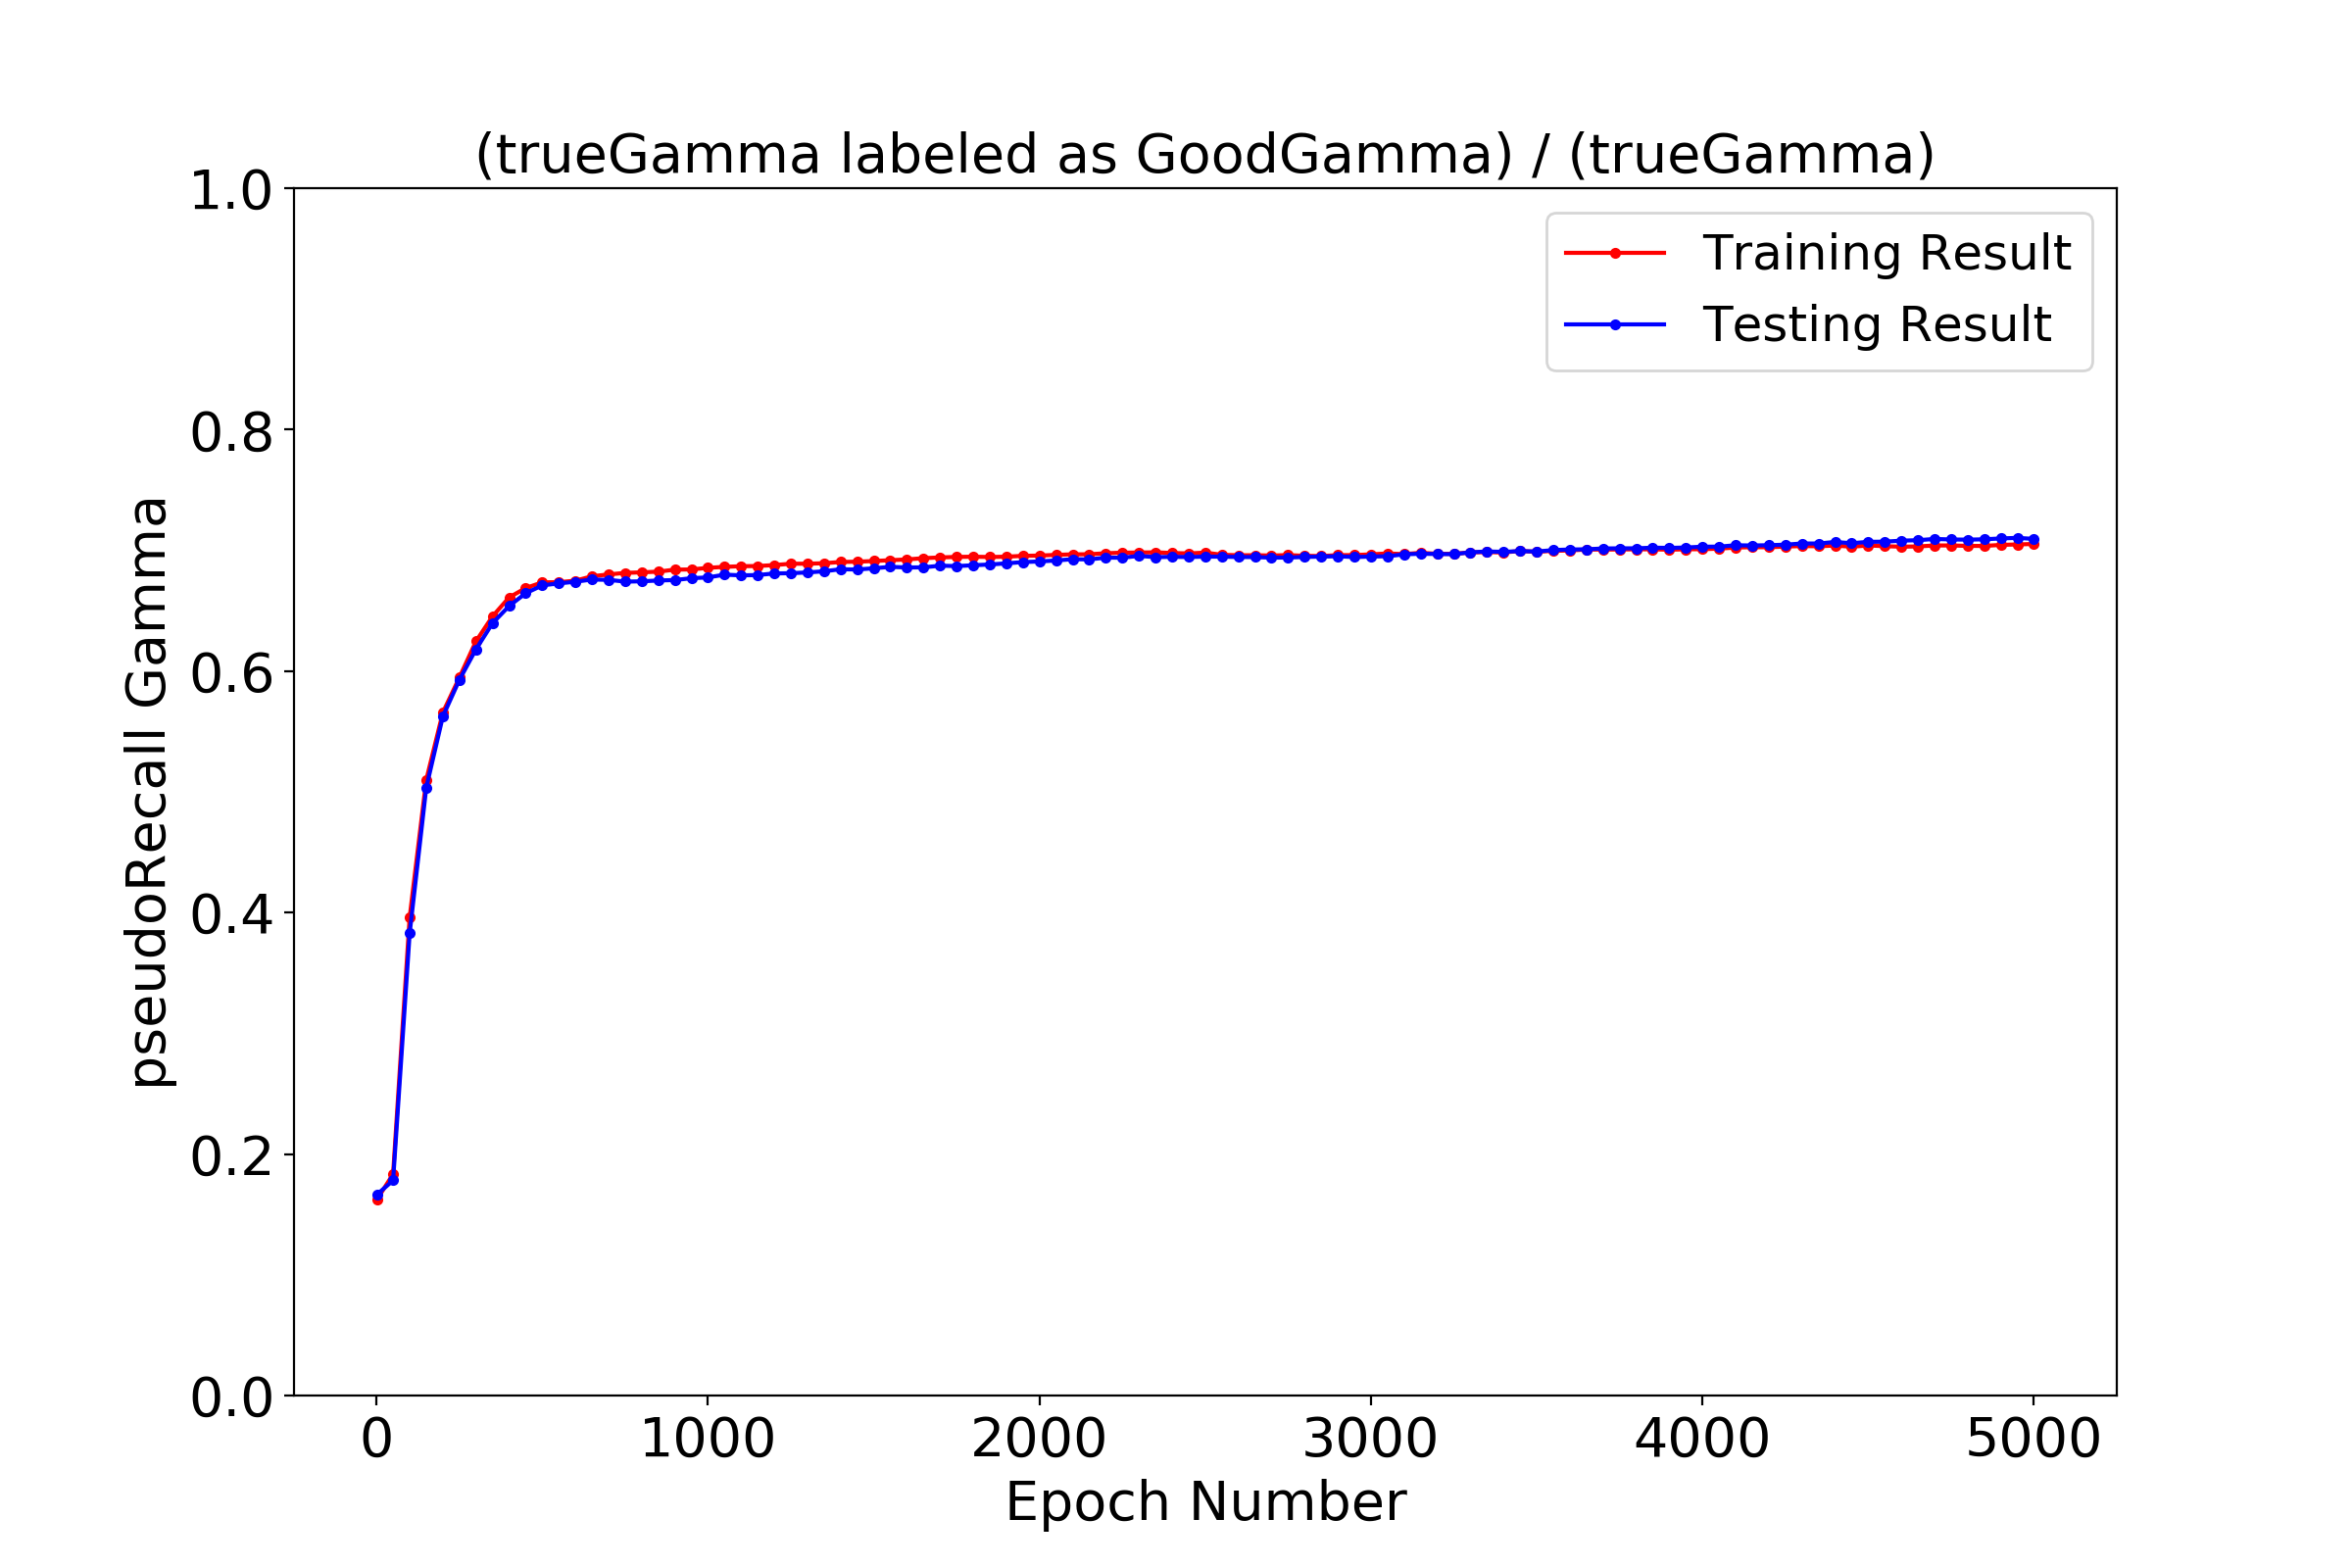 (trueGamma labeled as GoodGamma) / (trueGamma)
1.0
0.8
0.6
0.4
0.2
0.0
pseudoRecall Gamma
Training Result
Testing Result
0 1000 2000 3000 4000 5000
Epoch Number